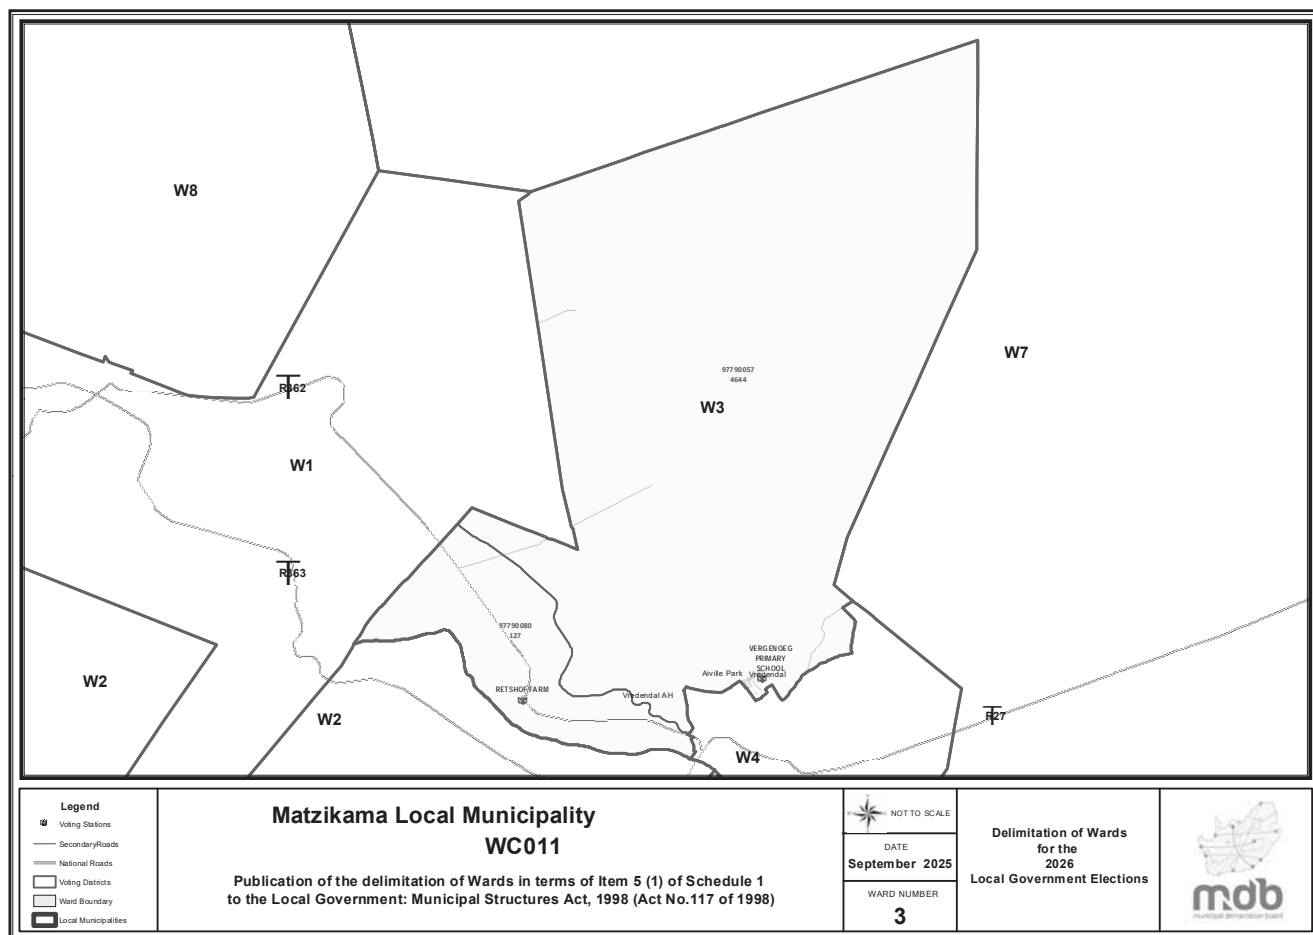 W8
W7
97790057
4644
W3
R362
W1
R363
97790080
127
VERGENOEG
PRIMARY
SCHOOL
Aiville Park
Vredendal
W2
RETSHOF FARM
Vredendal AH
W2
R27
W4
Legend
Voting Stations
SecondaryRoads
National Roads
Voting Districts
Ward Boundary
Local Municipalities
Matzikama Local Municipality
WC011
Publication of the delimitation of Wards in terms of Item 5 (1) of Schedule 1
to the Local Government: Municipal Structures Act, 1998 (Act No.117 of 1998)
NOT TO SCALE
DATE
September 2025
WARD NUMBER
3
Delimitation of Wards
for the
2026
Local Government Elections
mdb
municipal demarcation board